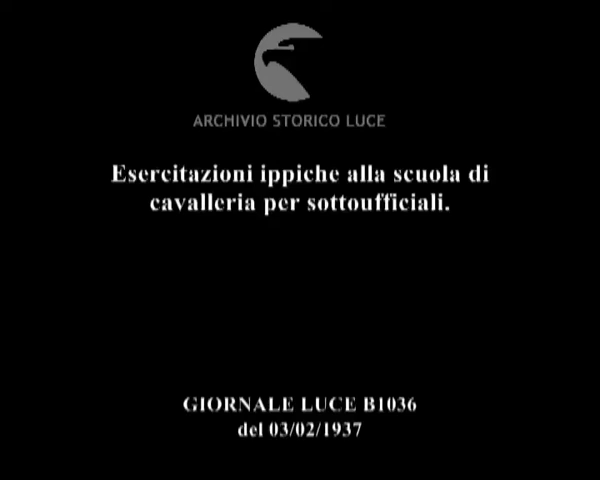 ARCHIVIO STORICO LUCE
Esercitazioni ippiche alla scuola di
cavalleria per sottoufficiali.
GIORNALE LUCE B1036
del 03/02/1937